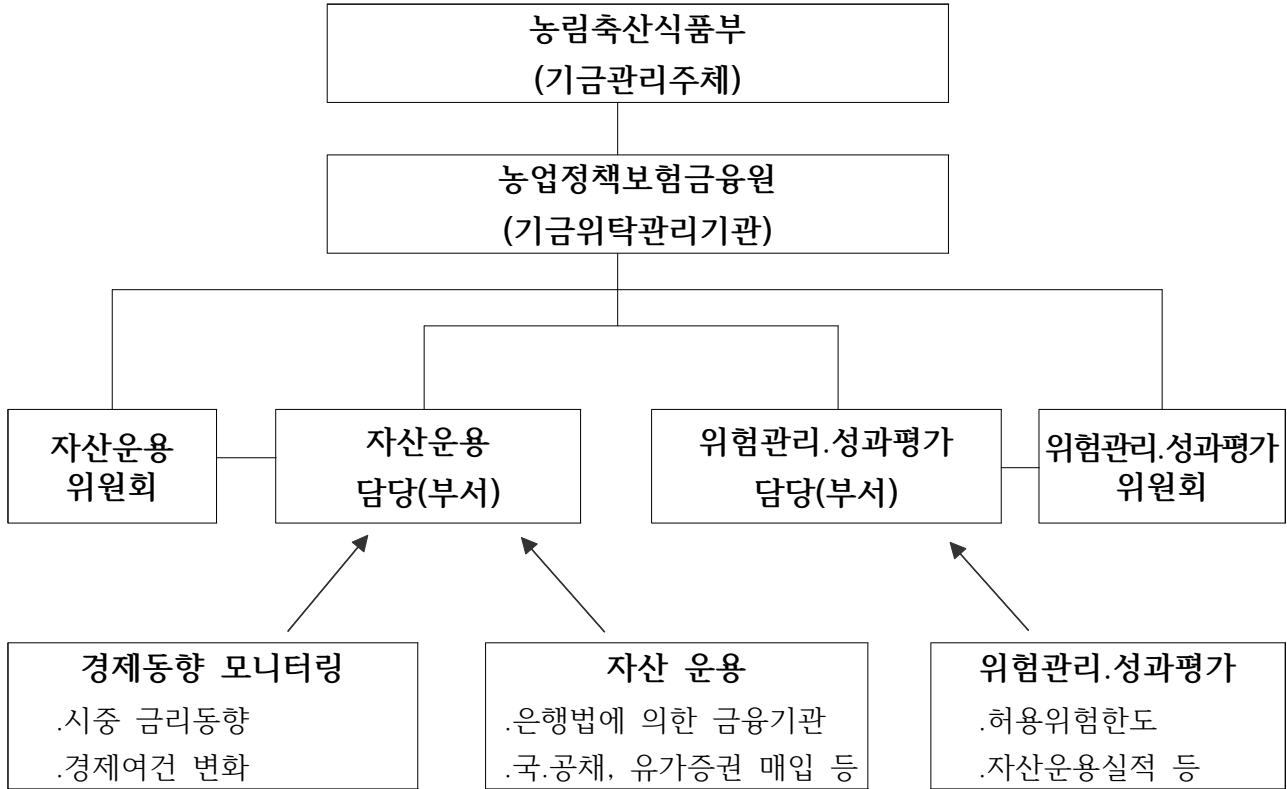 농림축산식품부
(기금관리주체)
농업정책보험금융원
(기금위탁관리기관)
자산운용
위원회
자산운용
담당(부서)
위험관리.성과평가
담당(부서)
위험관리.성과평가
위원회
경제동향 모니터링
.시중 금리동향
.경제여건 변화
자산 운용
.은행법에 의한 금융기관
.국.공채, 유가증권 매입 등
위험관리.성과평가
.허용위험한도
.자산운용실적 등